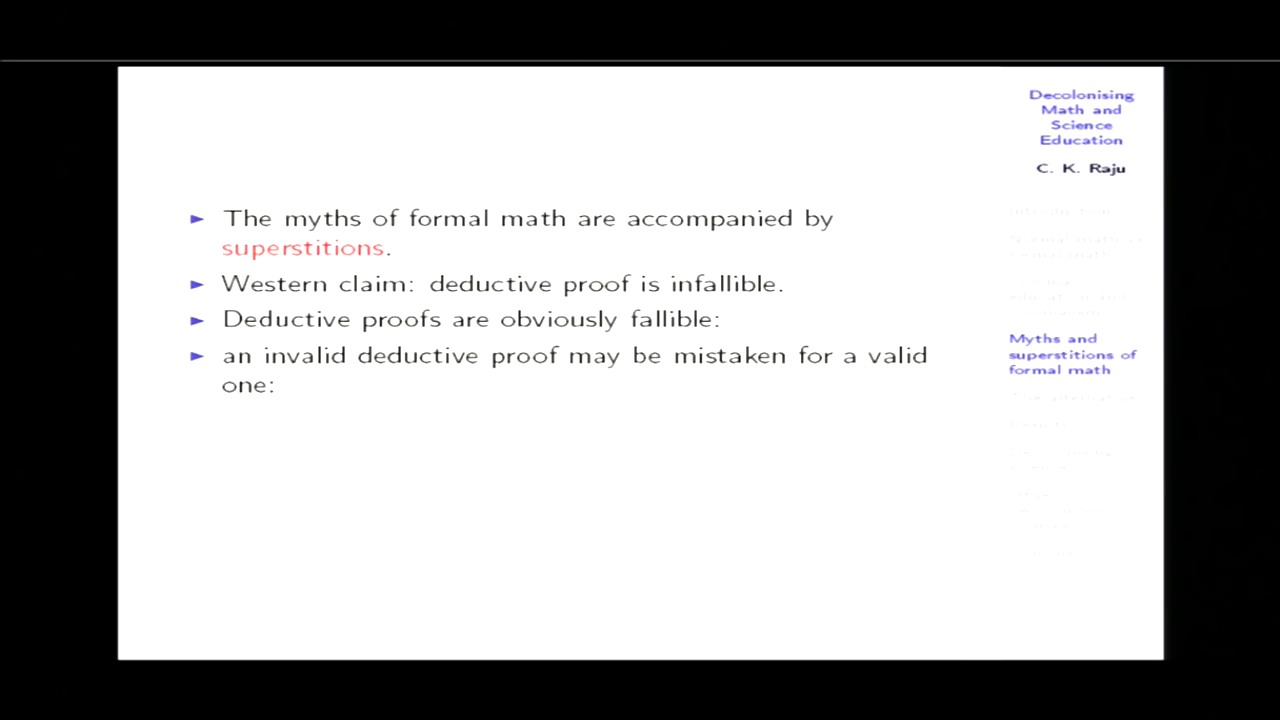 Decolonising
Math and
Science
Education
C. K. Raju
► The myths of formal math are accompanied by
superstitions.
► Western claim: deductive proof is infallible.
► Deductive proofs are obviously fallible:
► an invalid deductive proof may be mistaken for a valid
one:
Myths and
superstitions of
formal math